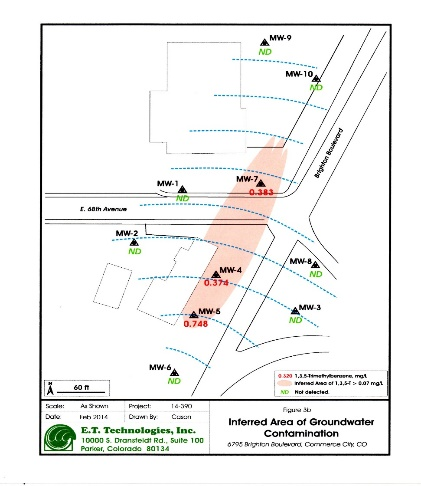 MW-9
ND
MW-10
ND
Brighton Boulevard
MW-7
0.383
MW-1
ND
E. 68th Avenue
MW-2
ND
MW-8
ND
MW-4
0.374
MW-3
ND
MW-5
0.748
MW-6
ND
N
60 ft
0.520 1,3,5-Trimethylbenzene, mg/L
Inferred Area of 1,3,5-T > 0.07 mg/L
ND Not detected.
Scale: As Shown Project: 14-390
Date: Feb 2014 Drawn By: Cason
E.T. Technologies, Inc.
10000 S. Dransfeldt Rd., Suite 100
Parker, Colorado 80134
Figure 3b
Inferred Area of Groundwater
Contamination
6795 Brighton Boulevard, Commerce City, CO